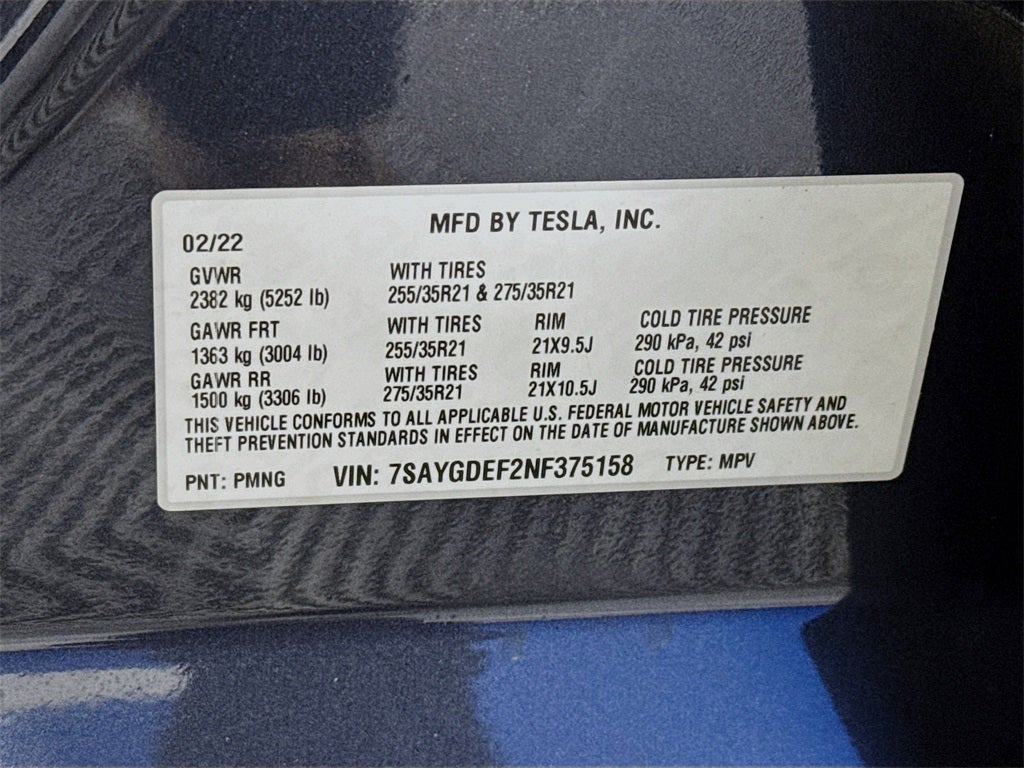 MFD BY TESLA, INC.
02/22
GVWR WITH TIRES
2382 kg (5252 lb) 255/35R21 & 275/35R21
GAWR FRT WITH TIRES RIM COLD TIRE PRESSURE
1363 kg (3004 lb) 255/35R21 21X9.5J 290 kPa, 42 psi
GAWR RR WITH TIRES RIM COLD TIRE PRESSURE
1500 kg (3306 lb) 275/35R21 21X10.5J 290 kPa, 42 psi
THIS VEHICLE CONFORMS TO ALL APPLICABLE U.S. FEDERAL MOTOR VEHICLE SAFETY AND
THEFT PREVENTION STANDARDS IN EFFECT ON THE DATE OF MANUFACTURE SHOWN ABOVE.
PNT: PMNG VIN: 7SAYGDEF2NF375158 TYPE: MPV